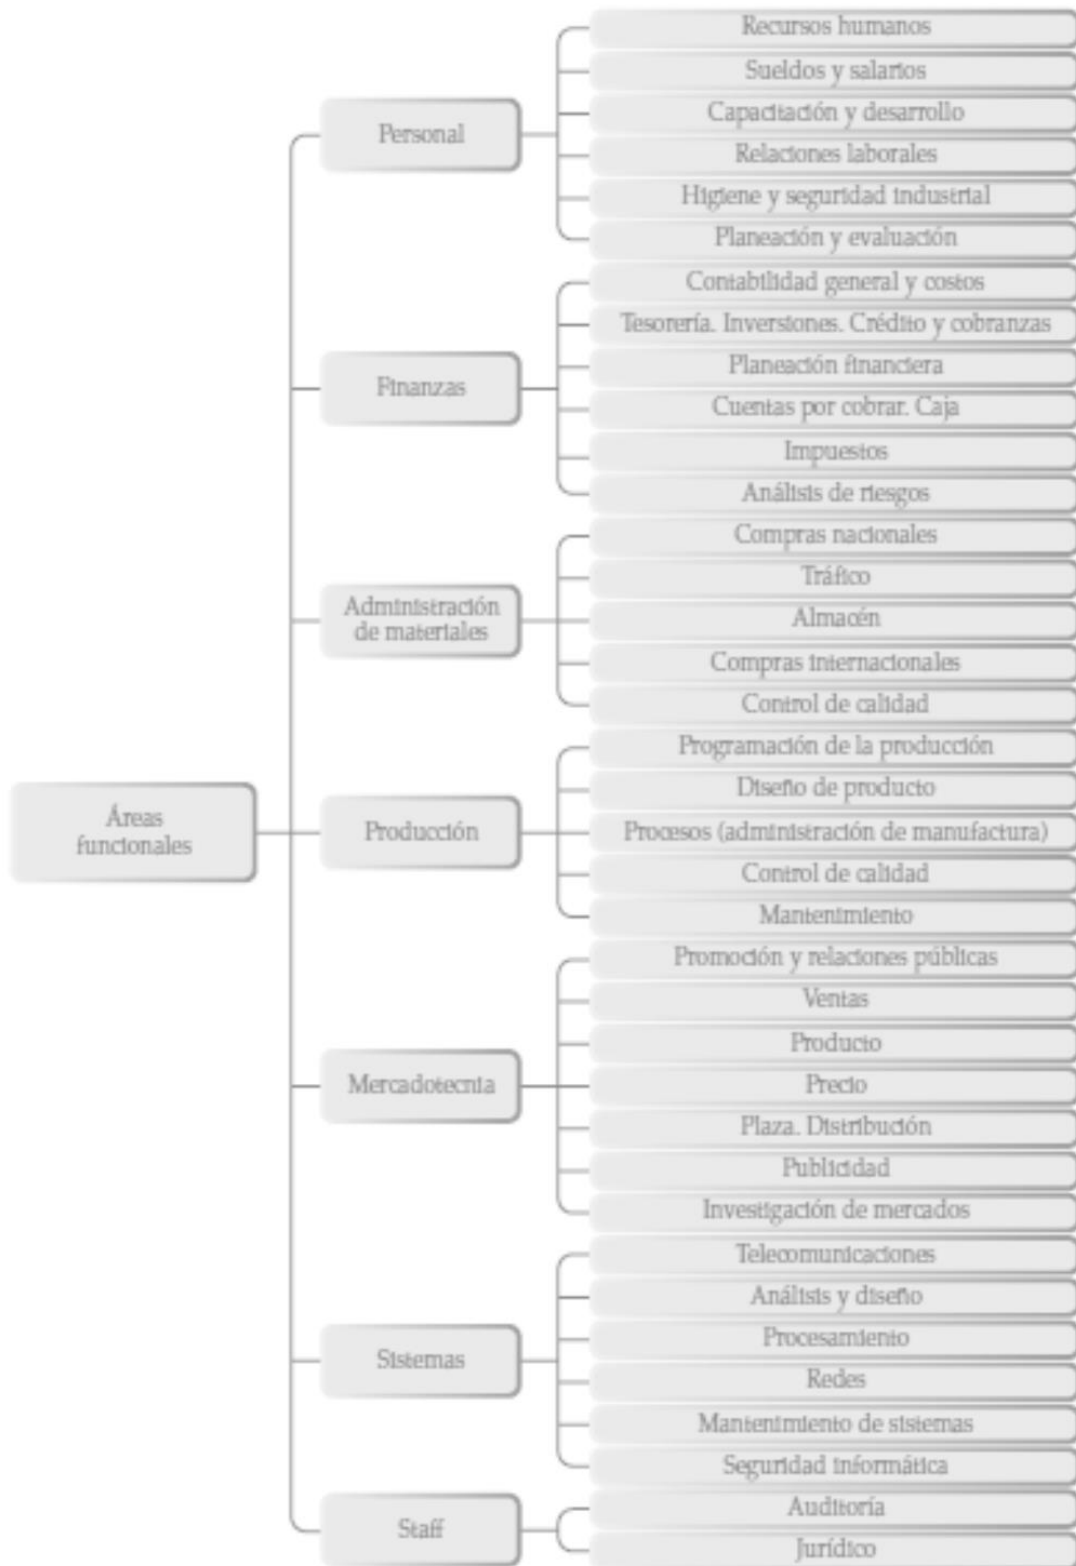 Áreas
funcionales
Personal
Recursos humanos
Sueldos y salarios
Capacitación y desarrollo
Relaciones laborales
Higiene y seguridad industrial
Planeación y evaluación
Finanzas
Contabilidad general y costos
Tesorería. Inversiones. Crédito y cobranzas
Planeación financiera
Cuentas por cobrar. Caja
Impuestos
Análisis de riesgos
Administración
de materiales
Compras nacionales
Tráfico
Almacén
Compras internacionales
Control de calidad
Producción
Programación de la producción
Diseño de producto
Procesos (administración de manufactura)
Control de calidad
Mantenimiento
Mercadotecnia
Promoción y relaciones públicas
Ventas
Producto
Precio
Plaza. Distribución
Publicidad
Investigación de mercados
Sistemas
Telecomunicaciones
Análisis y diseño
Procesamiento
Redes
Mantenimiento de sistemas
Seguridad informática
Staff
Auditoría
Jurídico